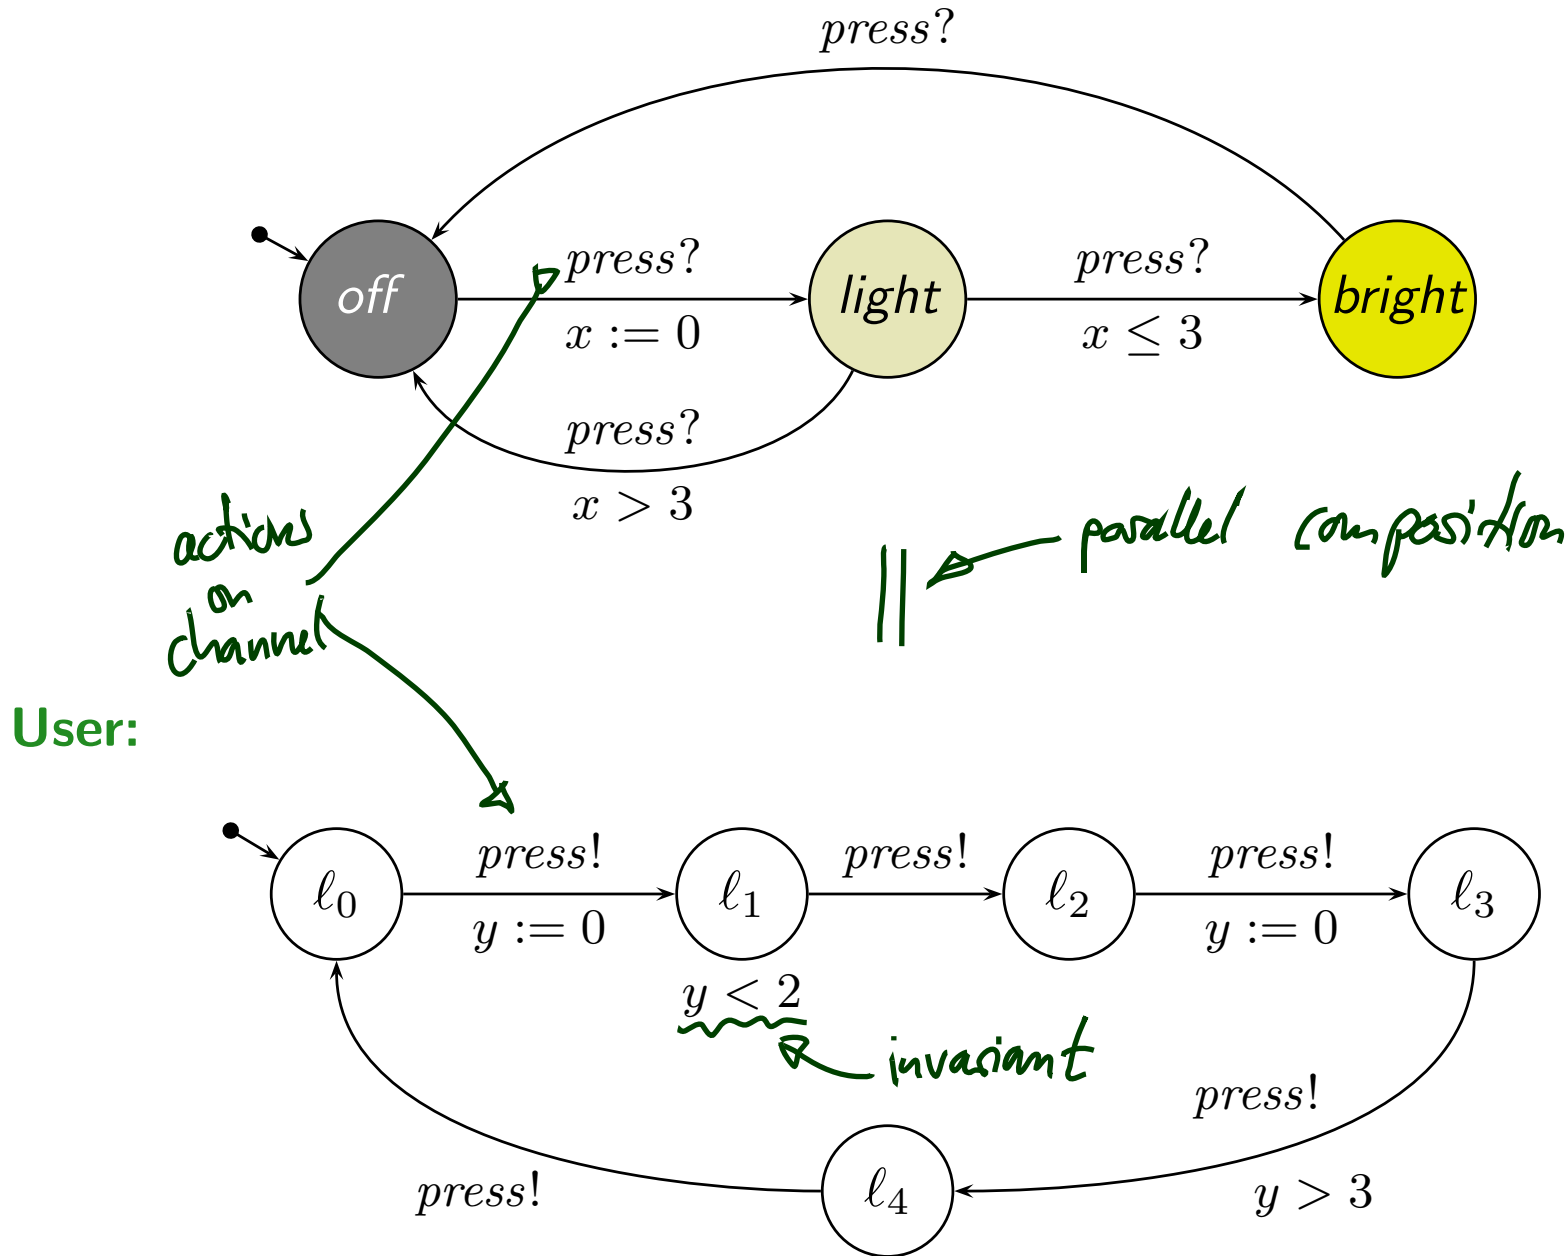 press?
press?
press?
off
light
bright
x := 0
x ≤ 3
press?
x > 3
actions
on
channel
parallel composition
User:
press!
press!
press!
ℓ0
ℓ1
ℓ2
ℓ3
y := 0
y := 0
y < 2
invariant
press!
press!
ℓ4
y > 3